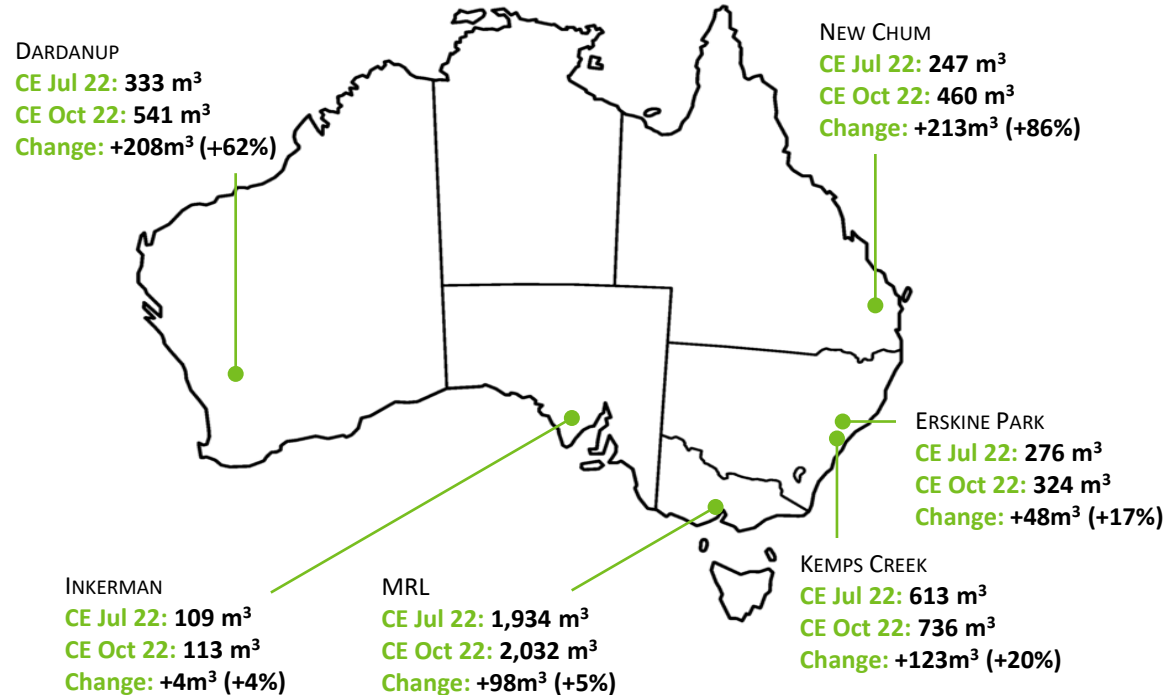 DARDANUP
CE Jul 22: 333 m³
CE Oct 22: 541 m³
Change: +208m³ (+62%)
NEW CHUM
CE Jul 22: 247 m³
CE Oct 22: 460 m³
Change: +213m³ (+86%)
ERSKINE PARK
CE Jul 22: 276 m³
CE Oct 22: 324 m³
Change: +48m³ (+17%)
INKERMAN
CE Jul 22: 109 m³
CE Oct 22: 113 m³
Change: +4m³ (+4%)
MRL
CE Jul 22: 1,934 m³
CE Oct 22: 2,032 m³
Change: +98m³ (+5%)
KEMPS CREEK
CE Jul 22: 613 m³
CE Oct 22: 736 m³
Change: +123m³ (+20%)